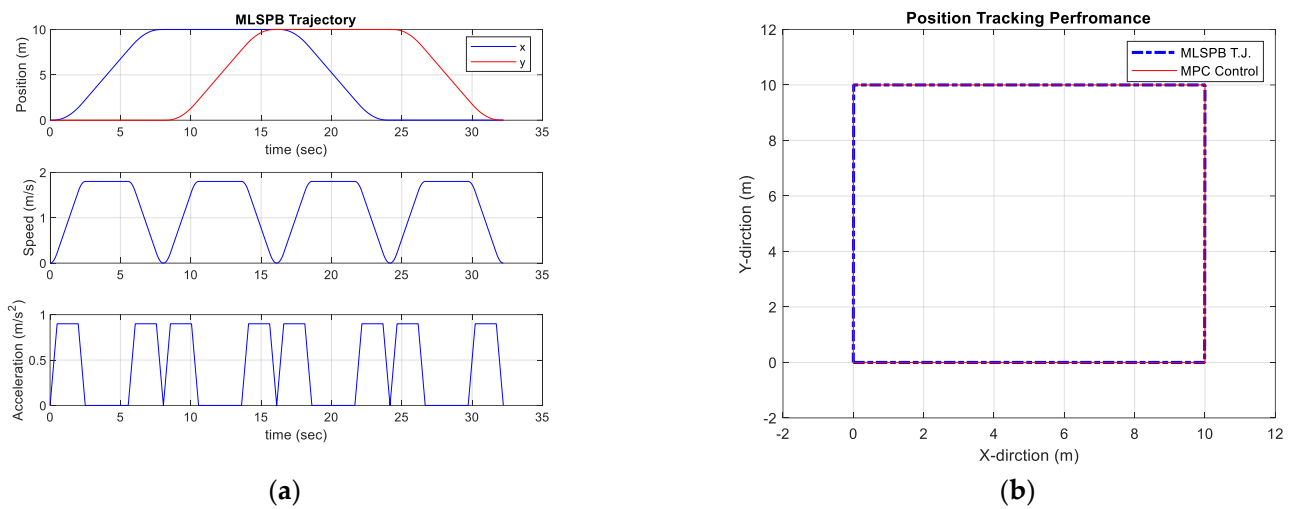 MLSPB Trajectory
Position (m)
10
5
0
x
y
0 5 10 15 20 25 30 35
time (sec)
Speed (m/s)
2
1
0
0 5 10 15 20 25 30 35
Acceleration (m/s²)
1
0.5
0
0 5 10 15 20 25 30 35
time (sec)
(a)
Position Tracking Perfromance
MLSPB T.J.
MPC Control
Y-dirction (m)
12
10
8
6
4
2
0
-2
-2 0 2 4 6 8 10 12
X-dirction (m)
(b)